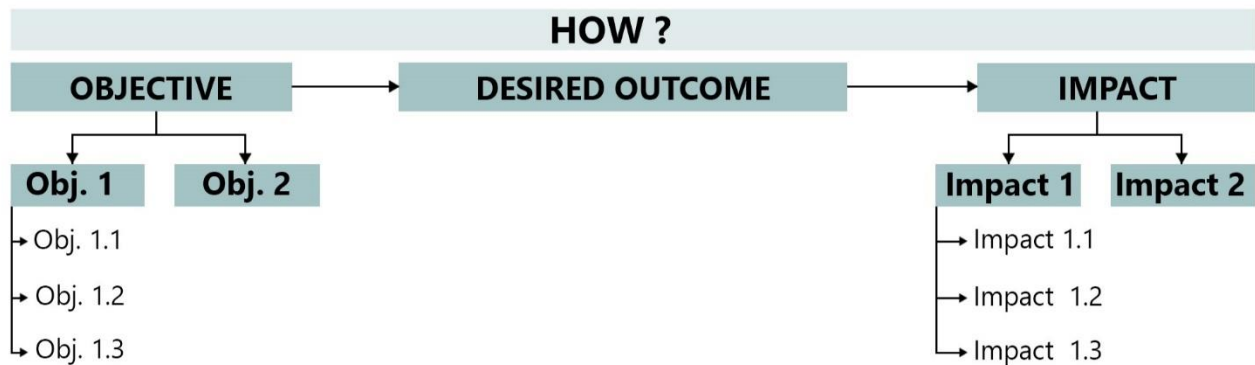 HOW ?
OBJECTIVE
DESIRED OUTCOME
IMPACT
Obj. 1
Obj. 2
Impact 1
Impact 2
Obj. 1.1
Impact 1.1
Obj. 1.2
Impact 1.2
Obj. 1.3
Impact 1.3